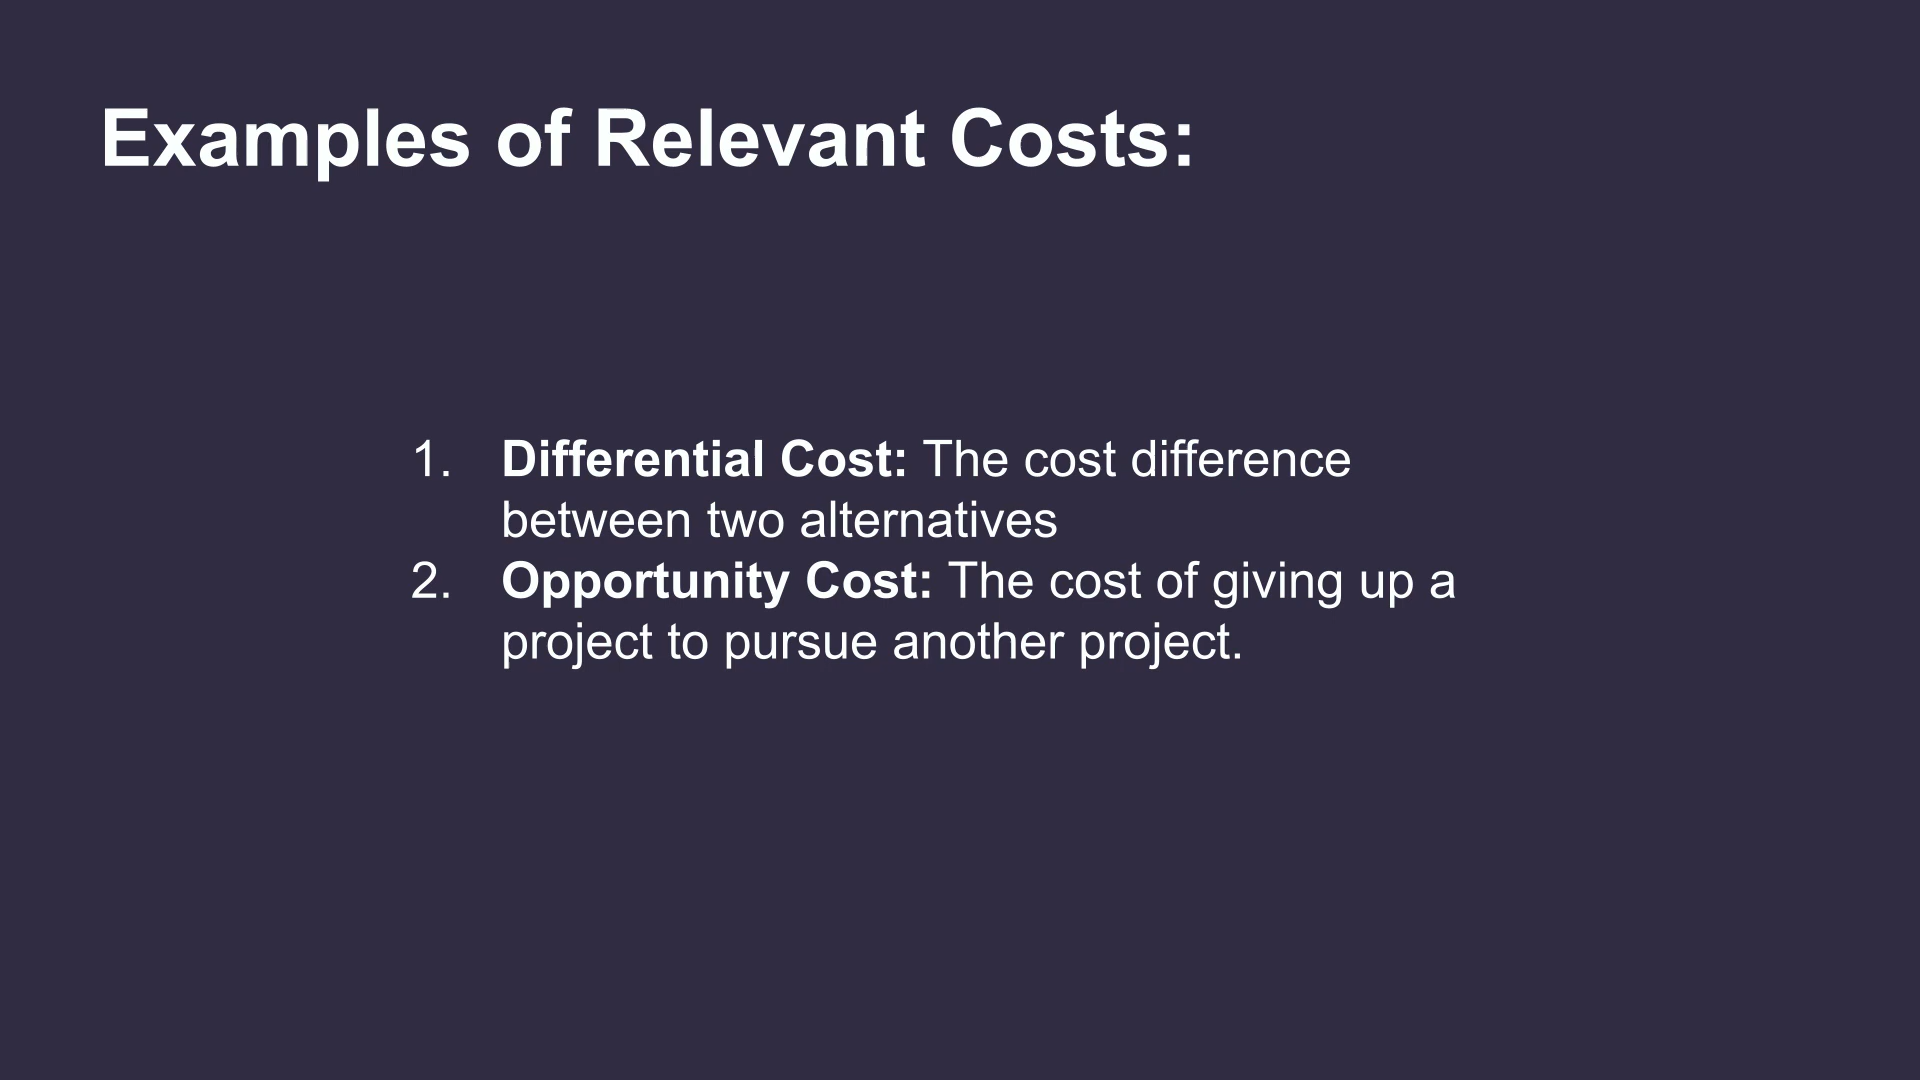 Examples of Relevant Costs:
1. Differential Cost: The cost difference
between two alternatives
2. Opportunity Cost: The cost of giving up a
project to pursue another project.